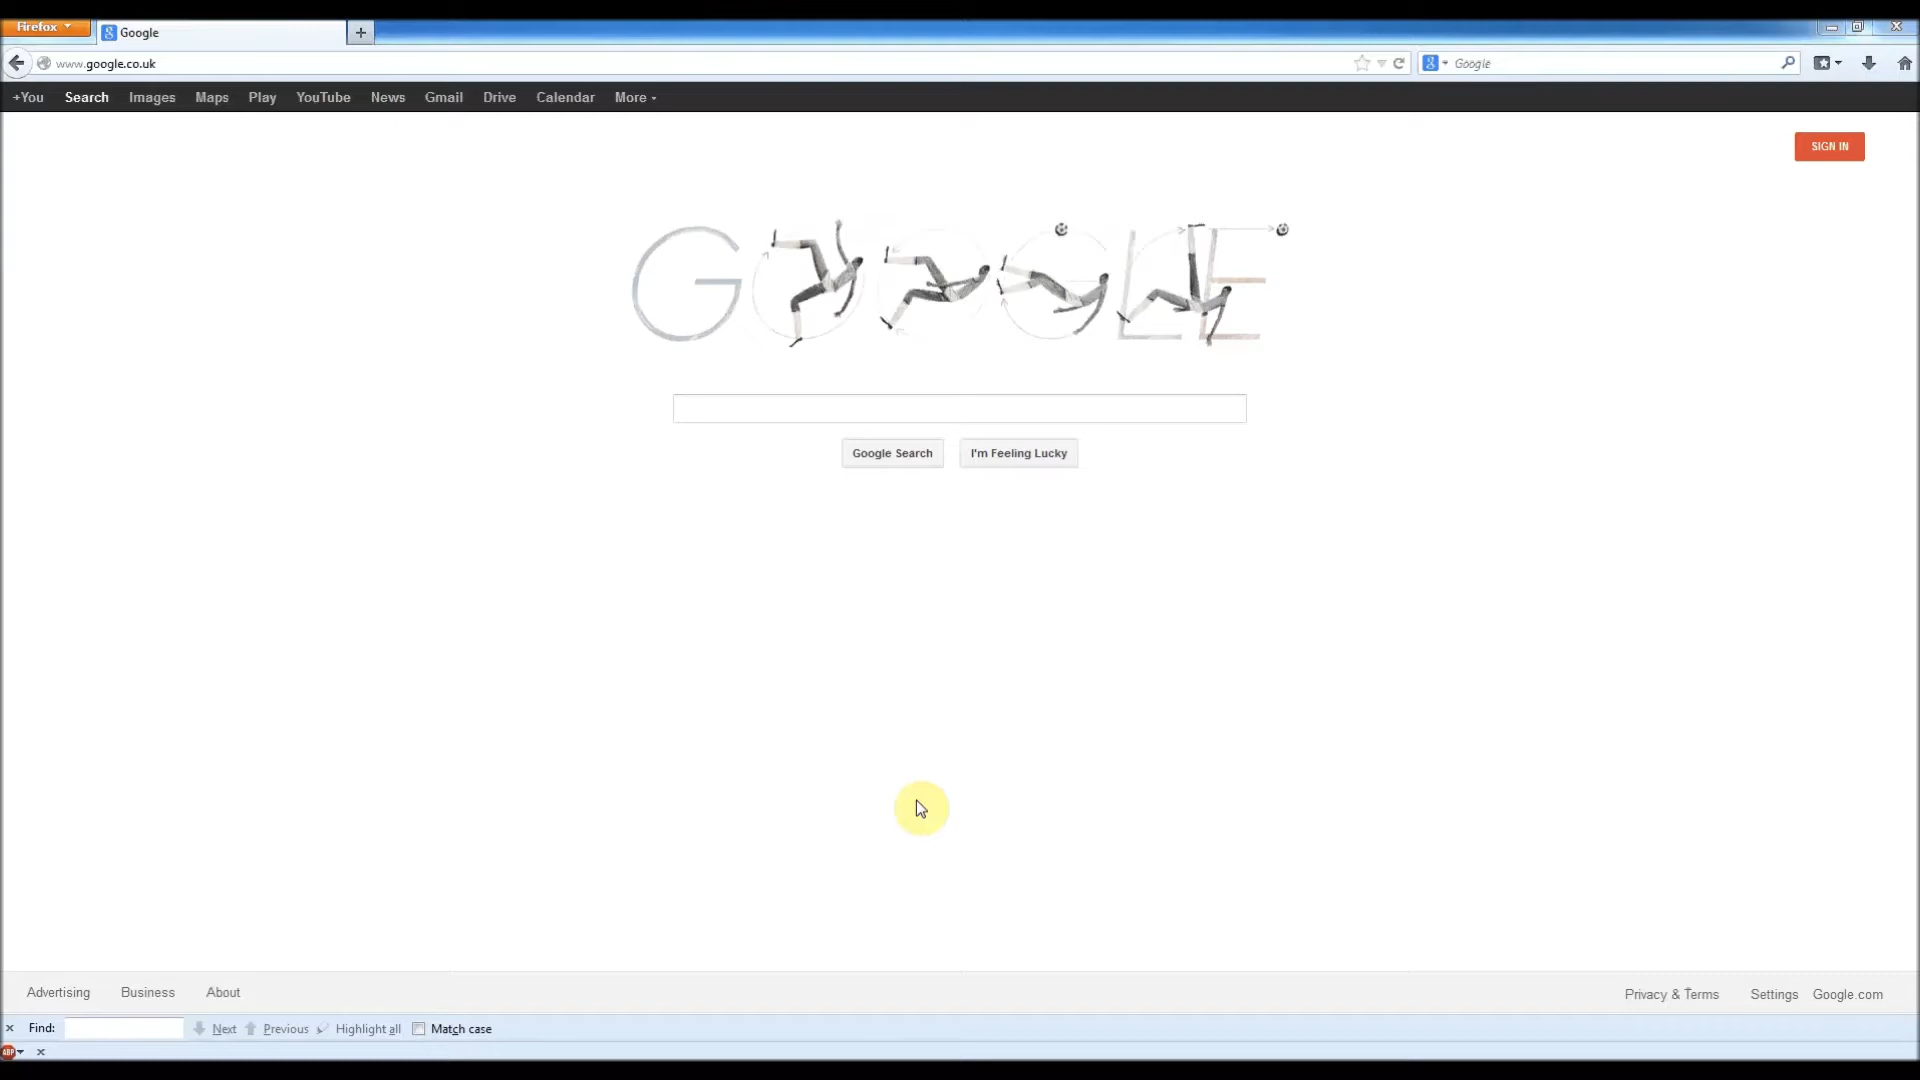 Firefox
Google
www.google.co.uk
Google
+You Search Images Maps Play YouTube News Gmail Drive Calendar More
SIGN IN
GOOGLE
Google Search I'm Feeling Lucky
Advertising Business About Privacy & Terms Settings Google.com
Find: Next Previous Highlight all Match case
ABP